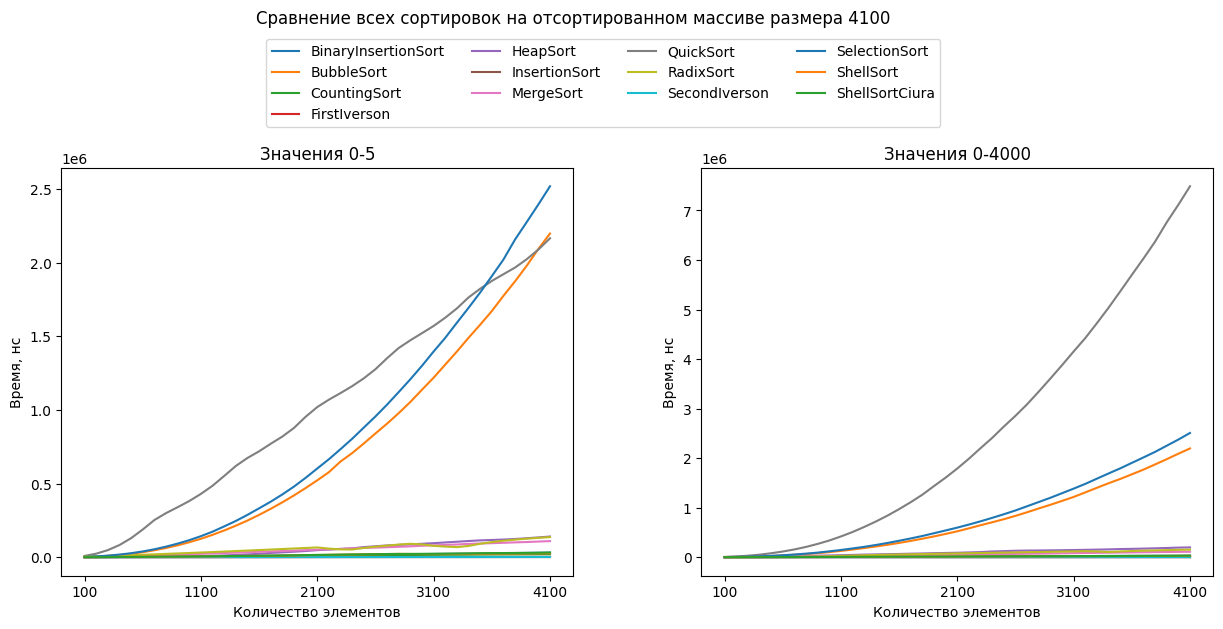 Сравнение всех сортировок на отсортированном массиве размера 4100
BinaryInsertionSort HeapSort QuickSort SelectionSort
BubbleSort InsertionSort RadixSort ShellSort
CountingSort MergeSort SecondIverson ShellSortCiura
FirstIverson
Значения 0-5
1e6
2.5
2.0
1.5
1.0
0.5
0.0
Время, нс
100 1100 2100 3100 4100
Количество элементов
Значения 0-4000
1e6
7
6
5
4
3
2
1
0
Время, нс
100 1100 2100 3100 4100
Количество элементов